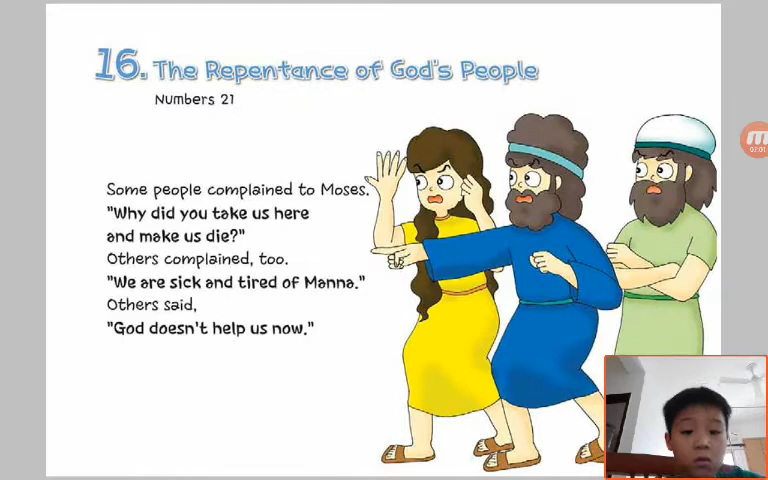 16. The Repentance of God's People
Numbers 21
Some people complained to Moses.
"Why did you take us here
and make us die?"
Others complained, too.
"We are sick and tired of Manna."
Others said,
"God doesn't help us now."